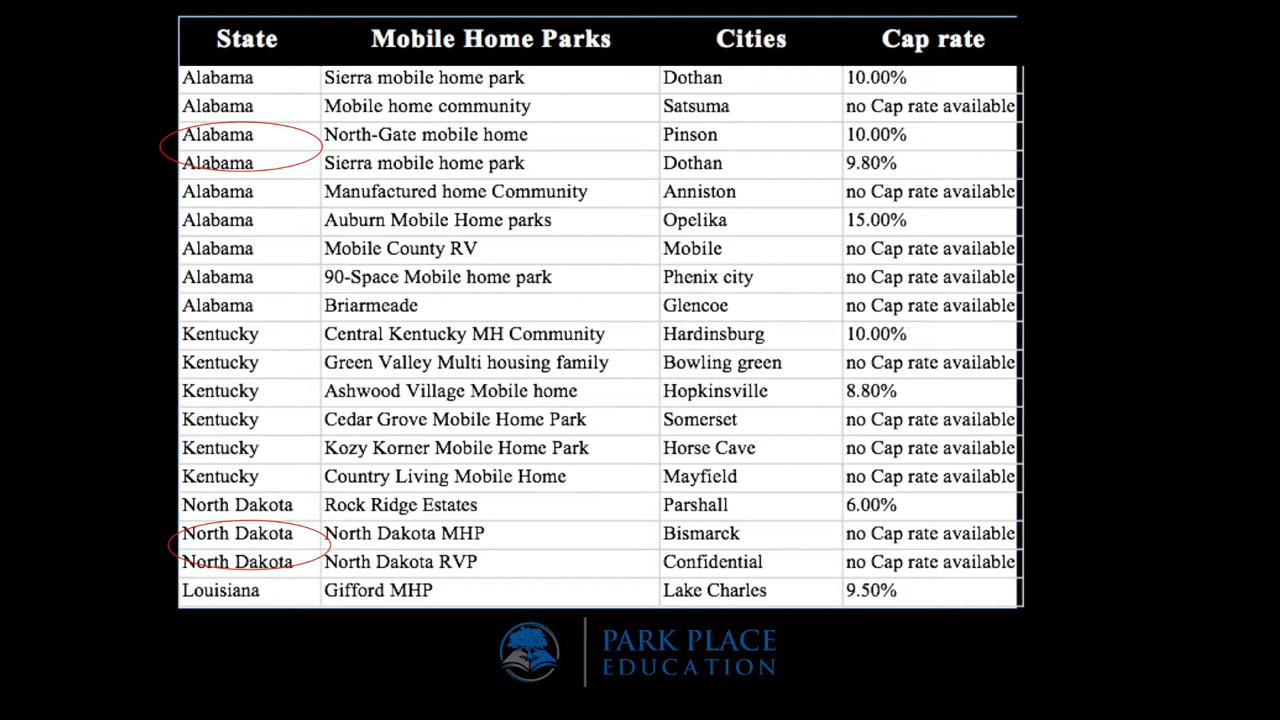 State Mobile Home Parks Cities Cap rate
Alabama Sierra mobile home park Dothan 10.00%
Alabama Mobile home community Satsuma no Cap rate available
Alabama North-Gate mobile home Pinson 10.00%
Alabama Sierra mobile home park Dothan 9.80%
Alabama Manufactured home Community Anniston no Cap rate available
Alabama Auburn Mobile Home parks Opelika 15.00%
Alabama Mobile County RV Mobile no Cap rate available
Alabama 90-Space Mobile home park Phenix city no Cap rate available
Alabama Briarmeade Glencoe no Cap rate available
Kentucky Central Kentucky MH Community Hardinsburg 10.00%
Kentucky Green Valley Multi housing family Bowling green no Cap rate available
Kentucky Ashwood Village Mobile home Hopkinsville 8.80%
Kentucky Cedar Grove Mobile Home Park Somerset no Cap rate available
Kentucky Kozy Korner Mobile Home Park Horse Cave no Cap rate available
Kentucky Country Living Mobile Home Mayfield no Cap rate available
North Dakota Rock Ridge Estates Parshall 6.00%
North Dakota North Dakota MHP Bismarck no Cap rate available
North Dakota North Dakota RVP Confidential no Cap rate available
Louisiana Gifford MHP Lake Charles 9.50%
PARK PLACE
EDUCATION